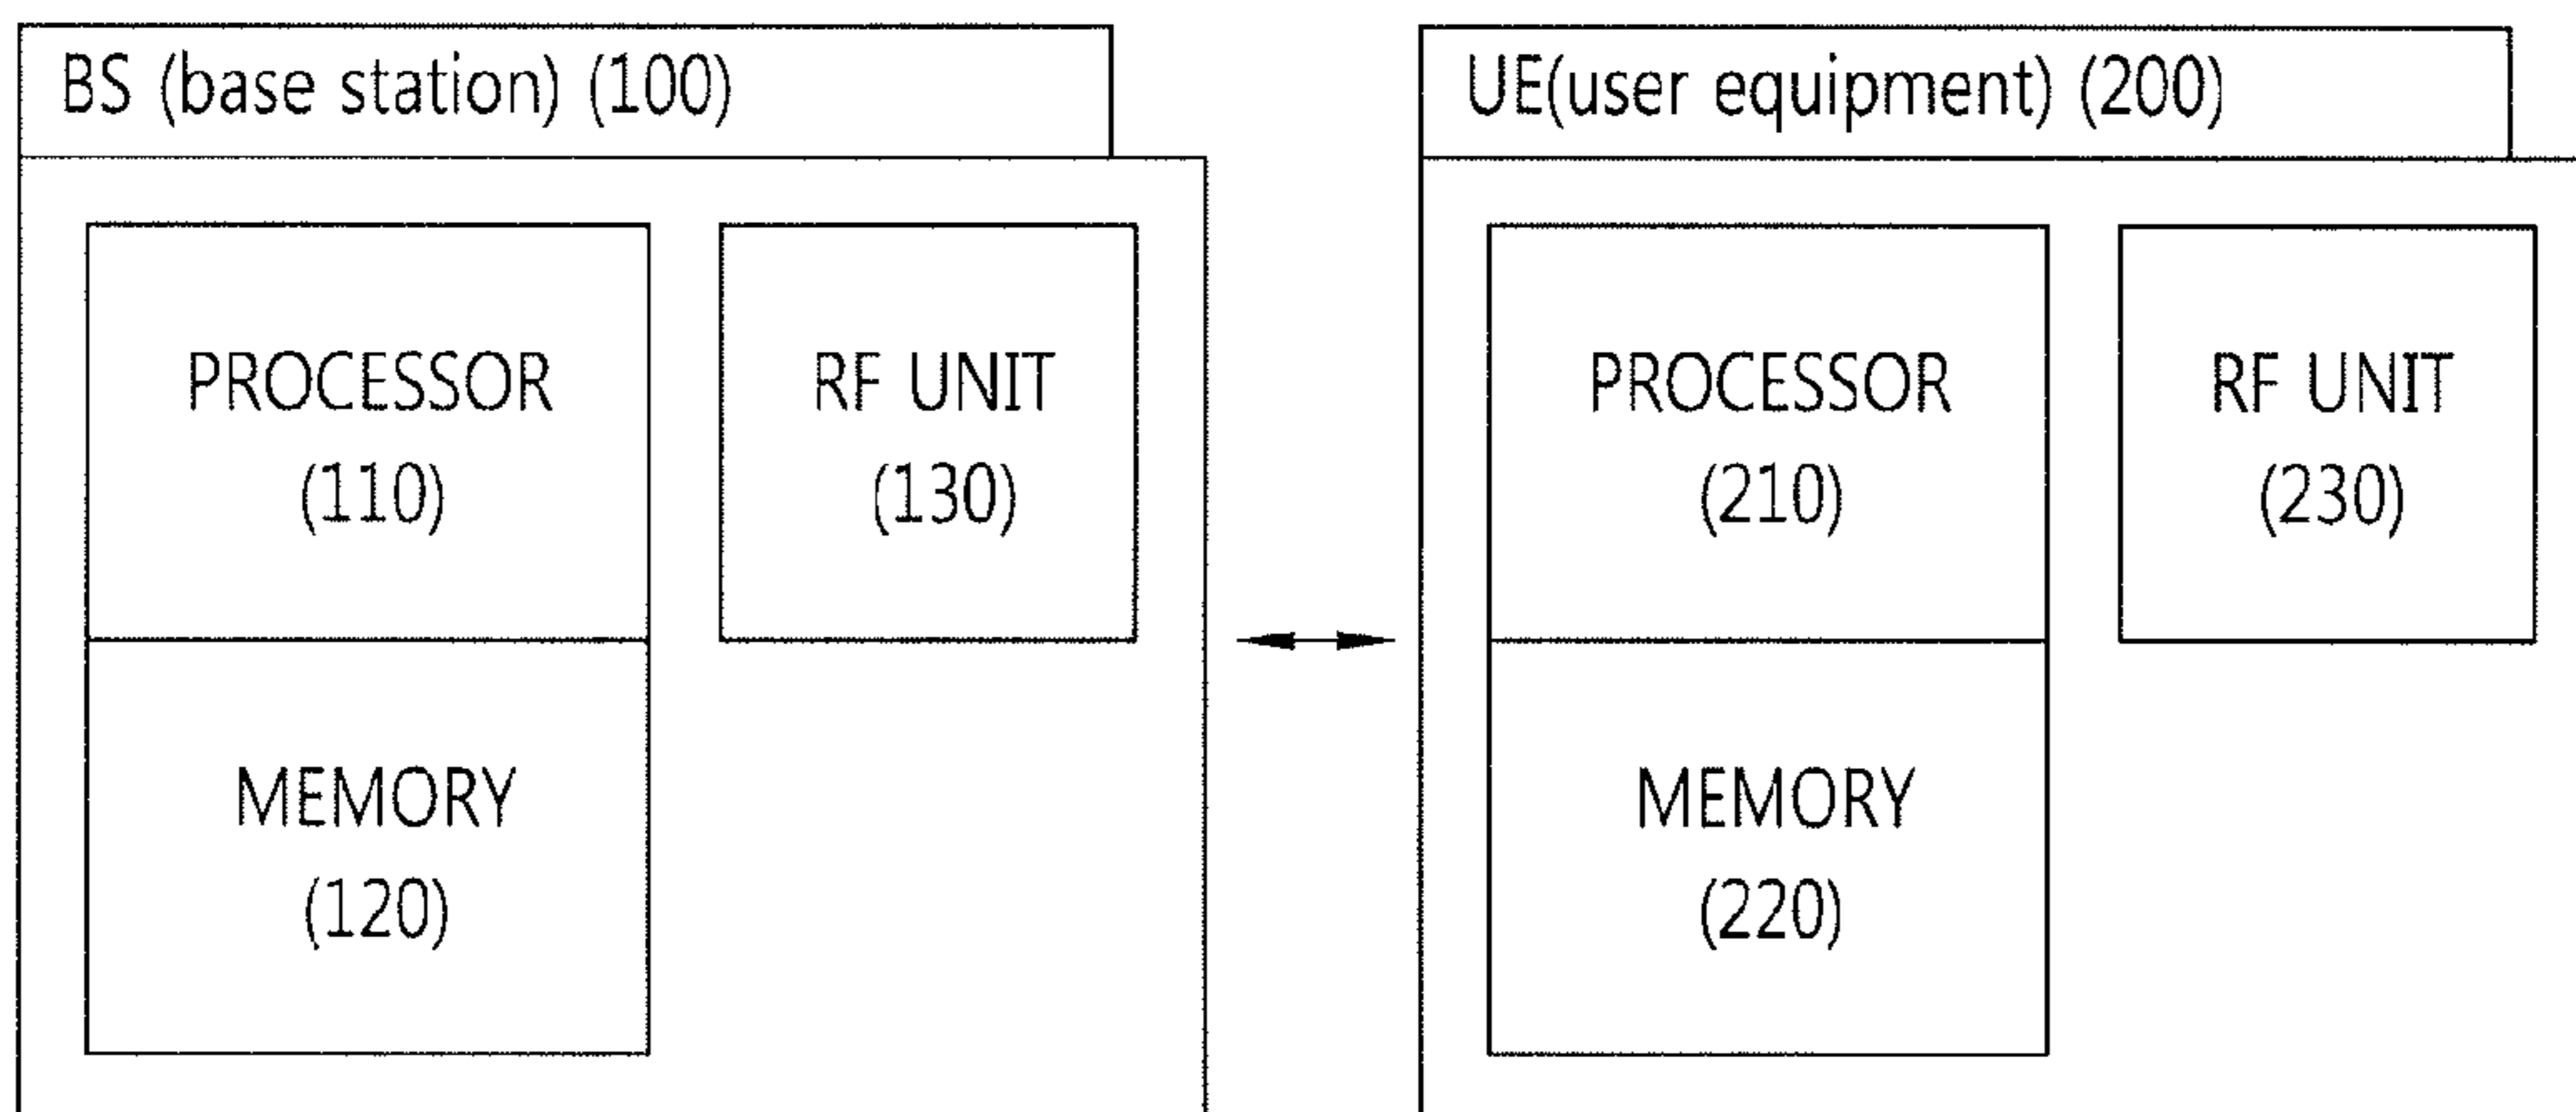 BS (base station) (100)
PROCESSOR
(110)
RF UNIT
(130)
MEMORY
(120)
UE(user equipment) (200)
PROCESSOR
(210)
RF UNIT
(230)
MEMORY
(220)